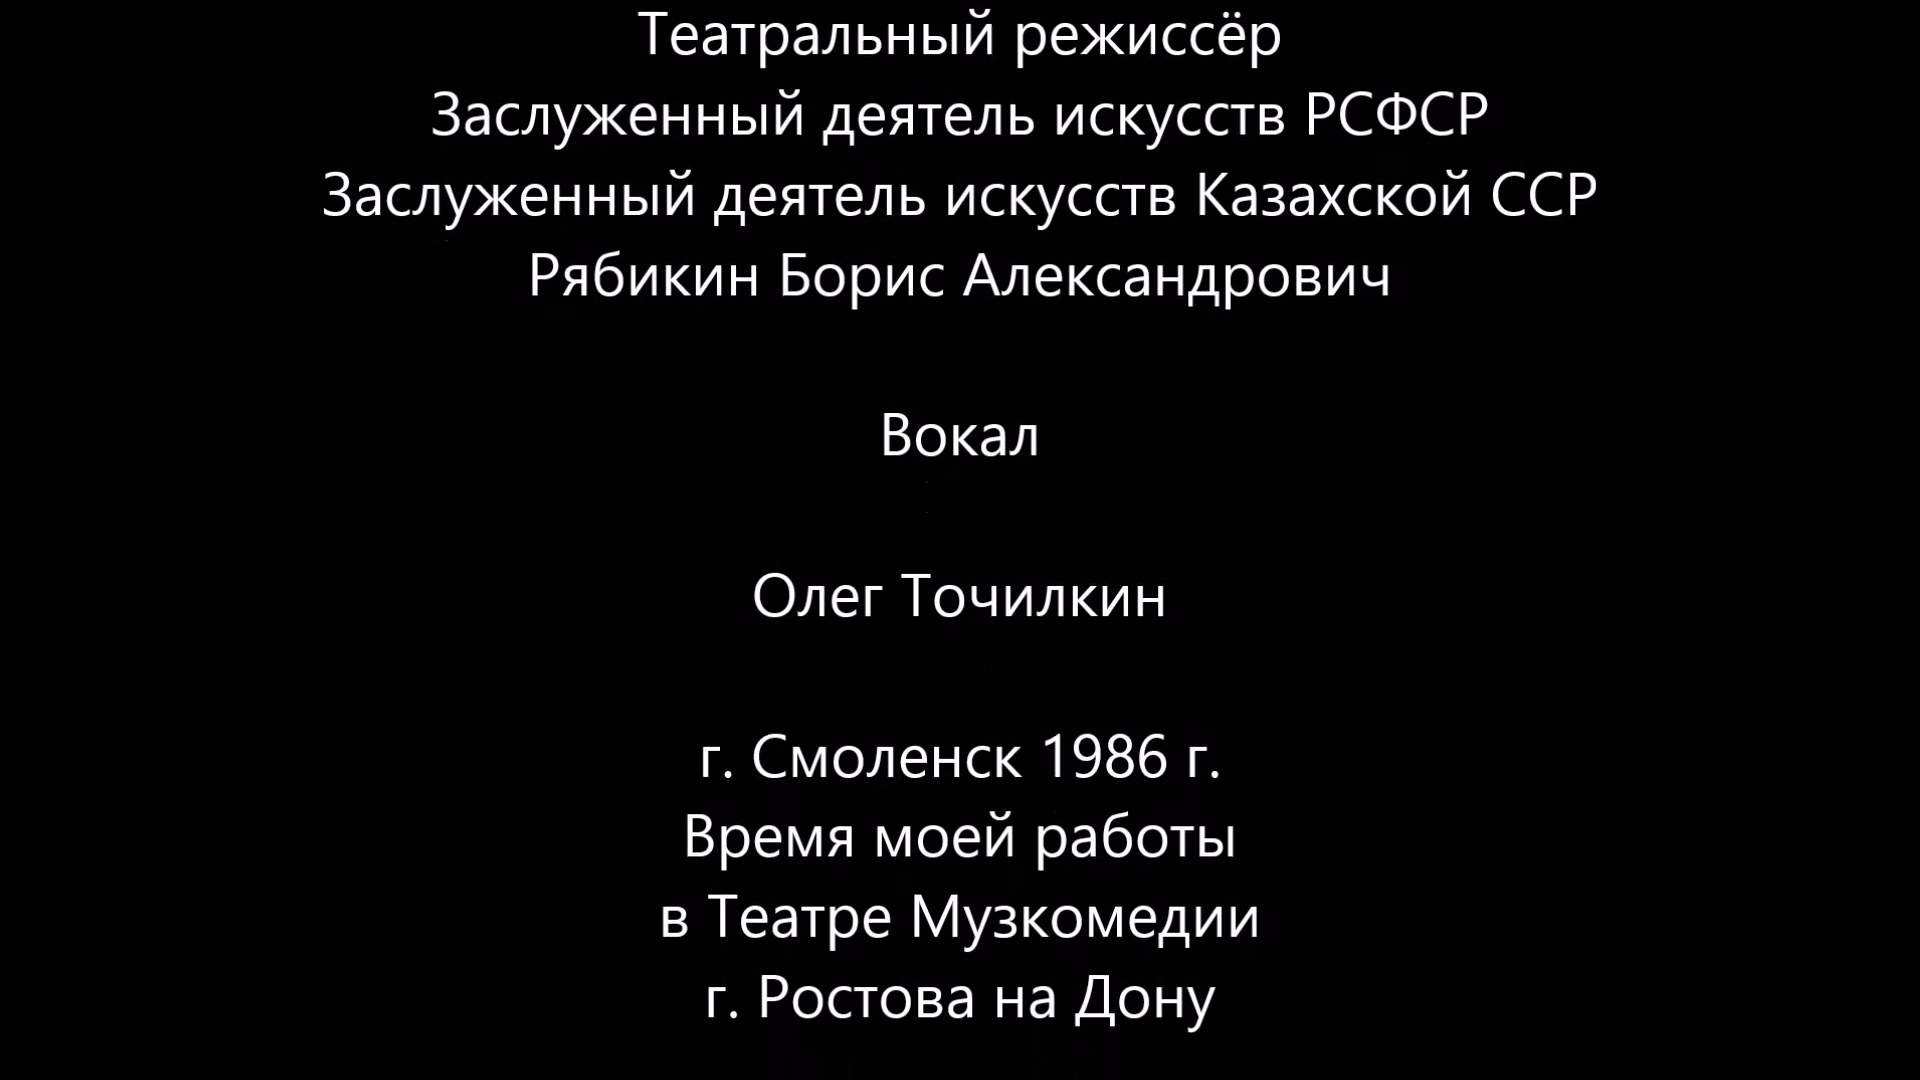 Театральный режиссёр
Заслуженный деятель искусств РСФСР
Заслуженный деятель искусств Казахской ССР
Рябикин Борис Александрович
Вокал
Олег Точилкин
г. Смоленск 1986 г.
Время моей работы
в Театре Музкомедии
г. Ростова на Дону